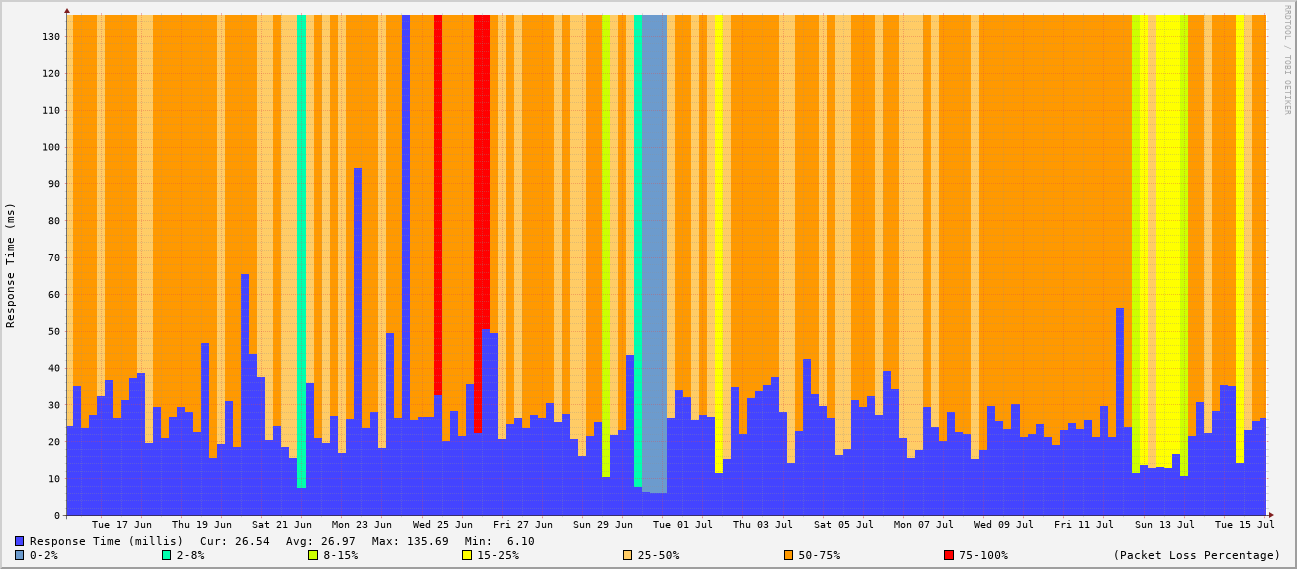 RRDTOOL / TOBI OETIKER
Response Time (ms)
130
120
110
100
90
80
70
60
50
40
30
20
10
0
Tue 17 Jun Thu 19 Jun Sat 21 Jun Mon 23 Jun Wed 25 Jun Fri 27 Jun Sun 29 Jun Tue 01 Jul Thu 03 Jul Sat 05 Jul Mon 07 Jul Wed 09 Jul Fri 11 Jul Sun 13 Jul Tue 15 Jul
Response Time (millis) Cur: 26.54 Avg: 26.97 Max: 135.69 Min: 6.10
0-2% 2-8% 8-15% 15-25% 25-50% 50-75% 75-100% (Packet Loss Percentage)